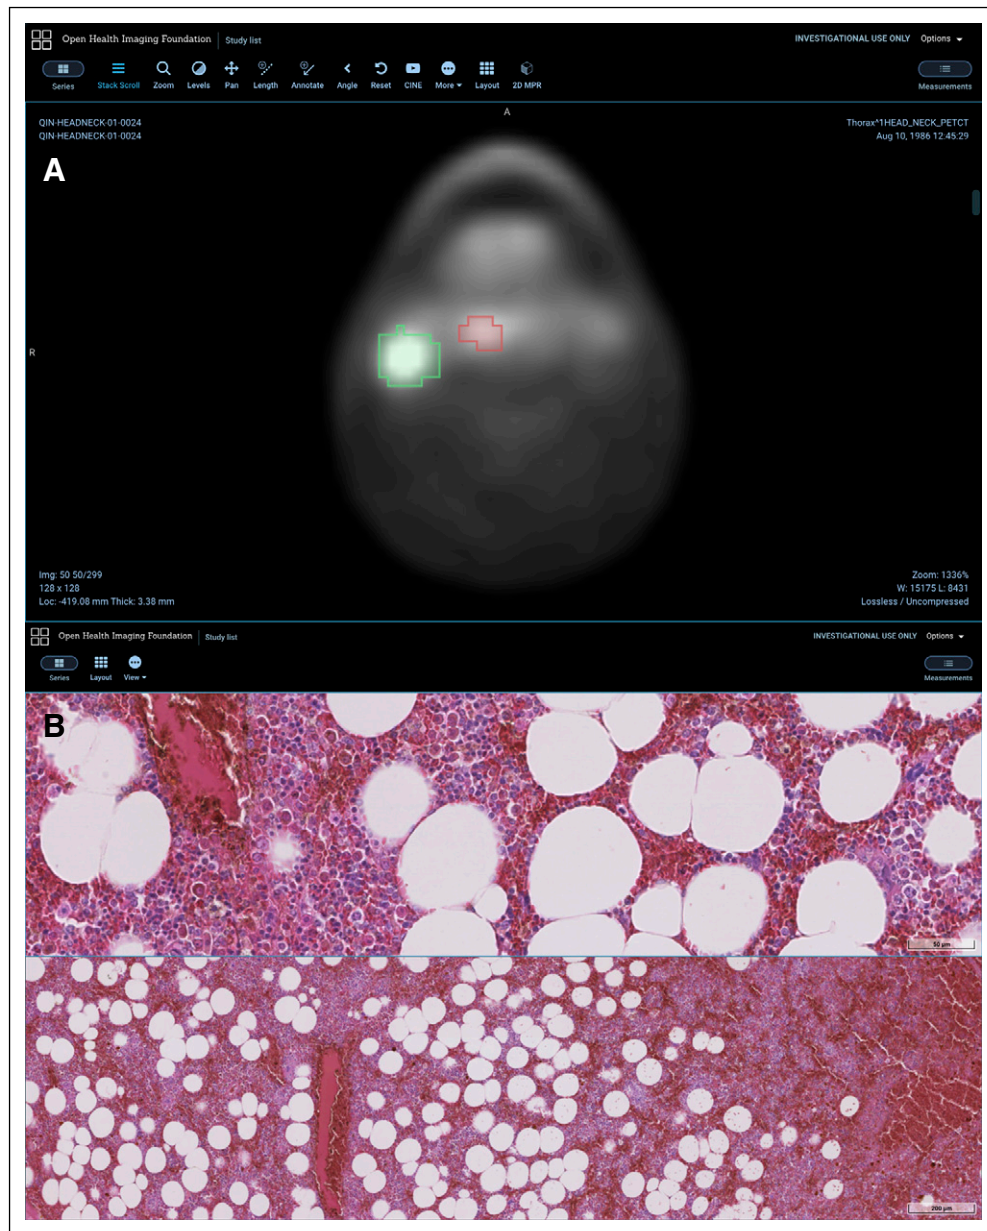 Open Health Imaging Foundation Study list INVESTIGATIONAL USE ONLY Options
Series Stack Scroll Zoom Levels Pan Length Annotate Angle Reset CINE More Layout 2D MPR Measurements
A
QIN-HEADNECK-01-0024 Thorax^1HEAD_NECK_PETCT
QIN-HEADNECK-01-0024 Aug 10, 1986 12:45:29
A
R
Img: 50 50/299 Zoom: 1336%
128 x 128 W: 15175 L: 8431
Loc: -419.08 mm Thick: 3.38 mm Lossless / Uncompressed
Open Health Imaging Foundation Study list INVESTIGATIONAL USE ONLY Options
Series Layout View Measurements
B
50 μm
200 μm